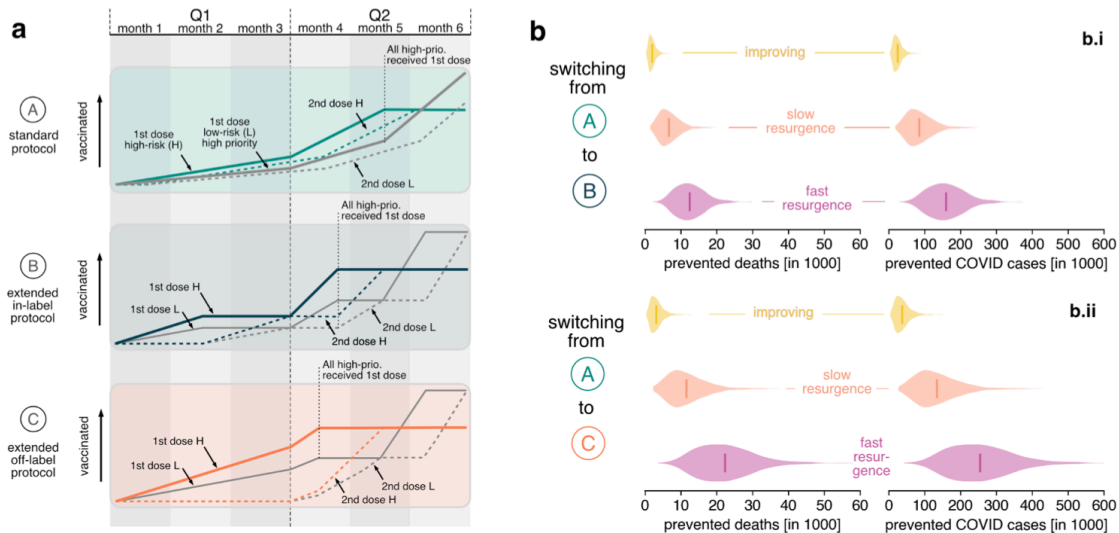 a
Q1
Q2
month 1
month 2
month 3
month 4
month 5
month 6
A
standard
protocol
vaccinated
1st dose
high-risk (H)
1st dose
low-risk (L)
high priority
2nd dose H
2nd dose L
All high-prio.
received 1st dose
B
extended
in-label
protocol
vaccinated
1st dose H
1st dose L
2nd dose H
2nd dose L
All high-prio.
received 1st dose
C
extended
off-label
protocol
vaccinated
1st dose H
1st dose L
2nd dose H
2nd dose L
All high-prio.
received 1st dose
b
b.i
switching
from
A
to
B
improving
slow
resurgence
fast
resurgence
0 10 20 30 40 50 60
prevented deaths [in 1000]
0 100 200 300 400 500 600
prevented COVID cases [in 1000]
b.ii
switching
from
A
to
C
improving
slow
resurgence
fast
resur-
gence
0 10 20 30 40 50 60
prevented deaths [in 1000]
0 100 200 300 400 500 600
prevented COVID cases [in 1000]